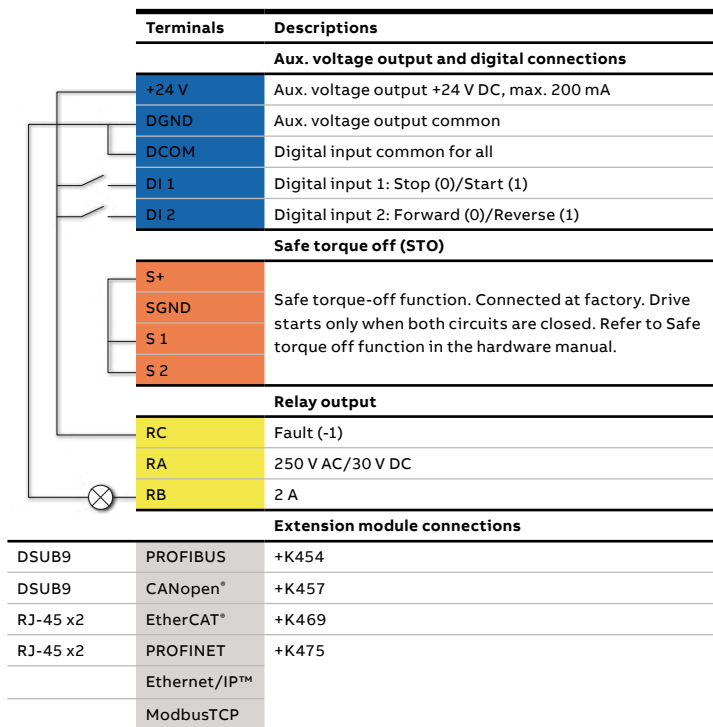 Terminals Descriptions
Aux. voltage output and digital connections
+24 V Aux. voltage output +24 V DC, max. 200 mA
DGND Aux. voltage output common
DCOM Digital input common for all
DI 1 Digital input 1: Stop (0)/Start (1)
DI 2 Digital input 2: Forward (0)/Reverse (1)
Safe torque off (STO)
S+
SGND
S 1
S 2
Safe torque-off function. Connected at factory. Drive
starts only when both circuits are closed. Refer to Safe
torque off function in the hardware manual.
Relay output
RC Fault (-1)
RA 250 V AC/30 V DC
RB 2 A
Extension module connections
DSUB9 PROFIBUS +K454
DSUB9 CANopen® +K457
RJ-45 x2 EtherCAT® +K469
RJ-45 x2 PROFINET +K475
Ethernet/IP™
ModbusTCP